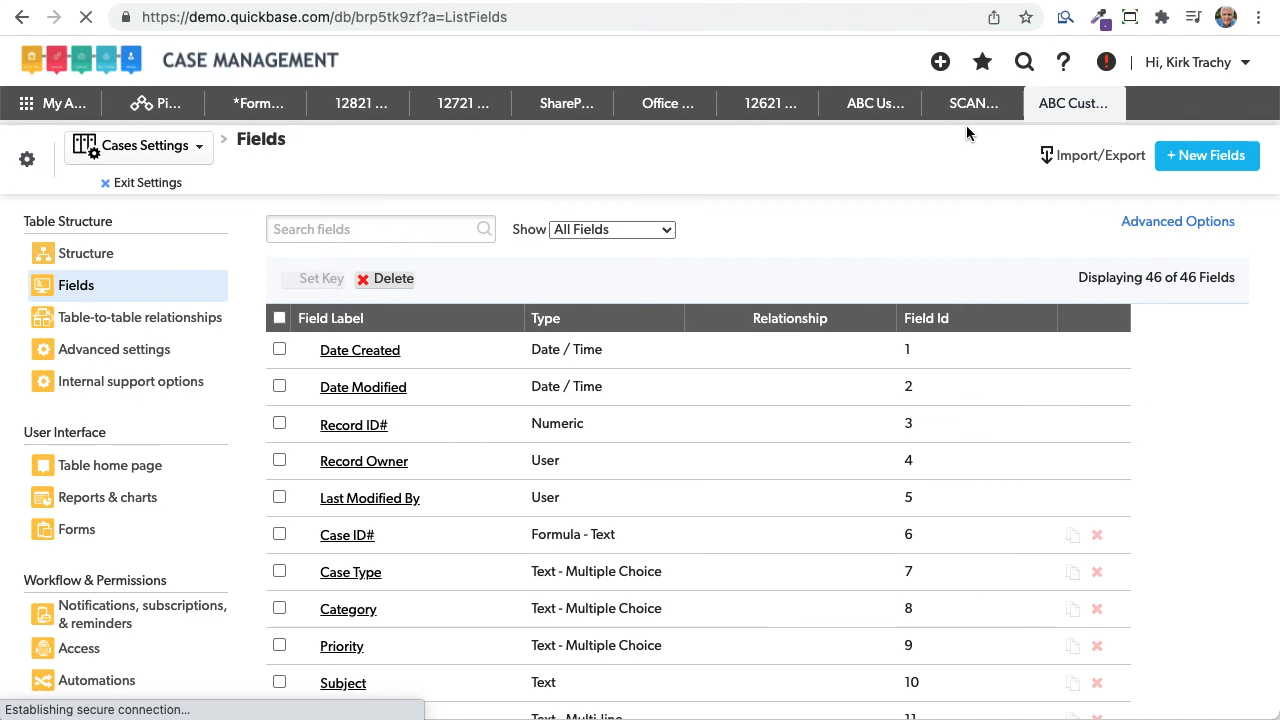 https://demo.quickbase.com/db/brp5tk9zf?a=ListFields
CASE MANAGEMENT
Hi, Kirk Trachy
My A...
Pi...
*Form...
12821 ...
12721 ...
ShareP...
Office ...
12621 ...
ABC Us...
SCAN...
ABC Cust...
Cases Settings
> Fields
Exit Settings
Import/Export
+ New Fields
Table Structure
Structure
Fields
Table-to-table relationships
Advanced settings
Internal support options
User Interface
Table home page
Reports & charts
Forms
Workflow & Permissions
Notifications, subscriptions,
& reminders
Access
Automations
Search fields
Show All Fields
Advanced Options
Set Key
Delete
Displaying 46 of 46 Fields
Field Label Type Relationship Field Id
Date Created Date / Time 1
Date Modified Date / Time 2
Record ID# Numeric 3
Record Owner User 4
Last Modified By User 5
Case ID# Formula - Text 6
Case Type Text - Multiple Choice 7
Category Text - Multiple Choice 8
Priority Text - Multiple Choice 9
Subject Text 10
Text - Multi-line 11
Establishing secure connection...